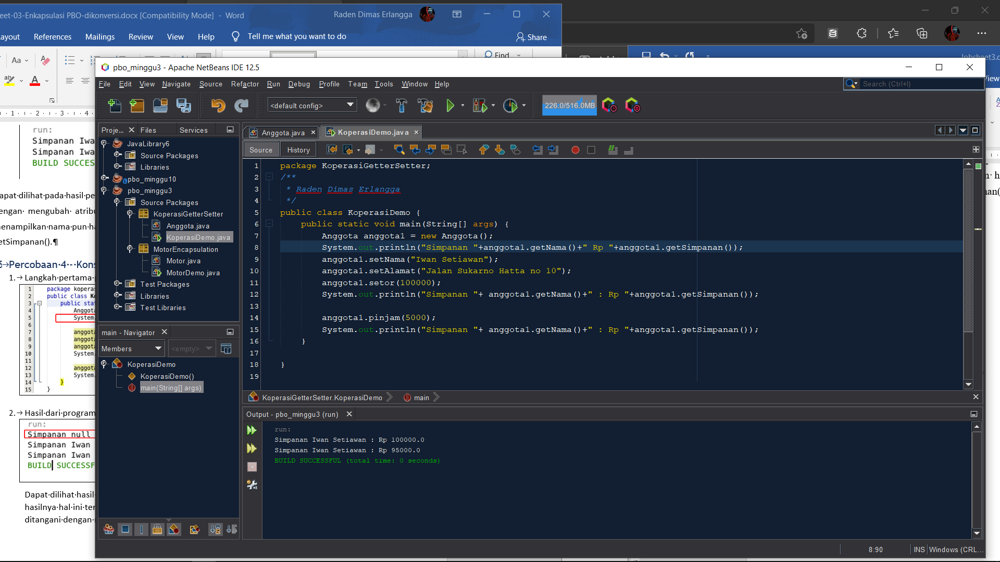 eet-03-Enkapsulasi PBO-dikonversi.docx [Compatibility Mode] - Word
Raden Dimas Erlangga
ayout References Mailings Review View Help Tell me what you want to do
Share
Find
Aa
pbo_minggu3 - Apache NetBeans IDE 12.5
File Edit View Navigate Source Refactor Run Debug Profile Team Tools Window Help
Search (Ctrl+I)
<default config>
226.0/516.0MB
Proje... Files Services
JavaLibrary6
Source Packages
Libraries
pbo_minggu10
pbo_minggu3
Source Packages
KoperasiGetterSetter
Anggota.java
KoperasiDemo.java
MotorEncapsulation
Motor.java
MotorDemo.java
Test Packages
Libraries
Test Libraries
main - Navigator
Members
<empty>
KoperasiDemo
KoperasiDemo()
main(String[] args)
Anggota.java KoperasiDemo.java
Source History
1 package KoperasiGetterSetter;
2 /**
3 * Raden Dimas Erlangga
4 */
5 public class KoperasiDemo {
6 public static void main(String[] args) {
7 Anggota anggota1 = new Anggota();
8 System.out.println("Simpanan "+anggota1.getNama()+" Rp "+anggota1.getSimpanan());
9 anggota1.setNama("Iwan Setiawan");
10 anggota1.setAlamat("Jalan Sukarno Hatta no 10");
11 anggota1.setor(100000);
12 System.out.println("Simpanan "+ anggota1.getNama()+" : Rp "+anggota1.getSimpanan());
13
14 anggota1.pinjam(5000);
15 System.out.println("Simpanan "+ anggota1.getNama()+" : Rp "+anggota1.getSimpanan());
16 }
17
18 }
19
KoperasiGetterSetter.KoperasiDemo main
Output - pbo_minggu3 (run)
run:
Simpanan Iwan Setiawan : Rp 100000.0
Simpanan Iwan Setiawan : Rp 95000.0
BUILD SUCCESSFUL (total time: 0 seconds)
8:90 INS Windows (CRL...
run:
Simpanan Iwa
Simpanan Iwa
BUILD SUCCES
apat·dilihat·pada·hasil·pe
engan· mengubah· atribu
enampilkan·nama·pun·ha
etSimpanan().¶
Percobaan·4·-·Kons
1.→Langkah·pertama·
1 package koperas
2 public class Ko
3 public stat
4 Anggota
5 System.
6
7 anggota
8 anggota
9 anggota
10 System.
11
12 anggota
13 System.
14 }
15 }
2.→Hasil·dari·program
run:
Simpanan null
Simpanan Iwan
Simpanan Iwan
BUILD SUCCESSF
Dapat·dilihat·hasil
hasilnya·hal·ini·ter
ditangani·dengan·